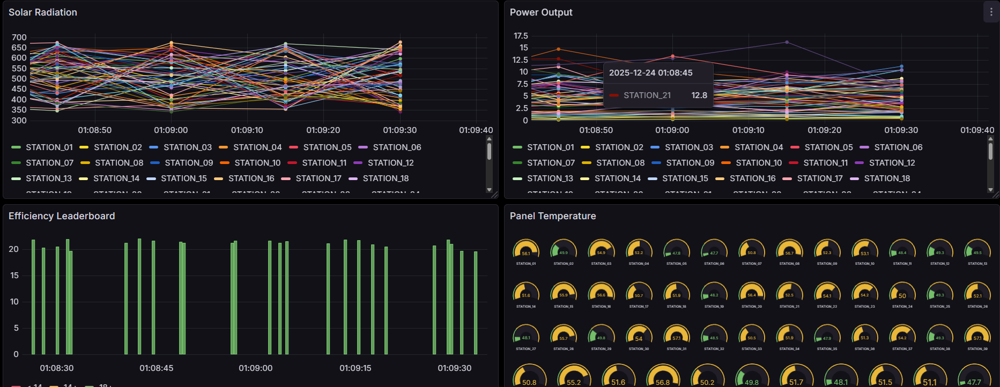 Solar Radiation
700
650
600
550
500
450
400
350
300
01:08:50 01:09:00 01:09:10 01:09:20 01:09:30 01:09:40
STATION_01 STATION_02 STATION_03 STATION_04 STATION_05 STATION_06
STATION_07 STATION_08 STATION_09 STATION_10 STATION_11 STATION_12
STATION_13 STATION_14 STATION_15 STATION_16 STATION_17 STATION_18
Power Output
17.5
15
12.5
10
7.5
5
2.5
0
2025-12-24 01:08:45
STATION_21 12.8
01:08:50 01:09:00 01:09:10 01:09:20 01:09:30 01:09:40
STATION_01 STATION_02 STATION_03 STATION_04 STATION_05 STATION_06
STATION_07 STATION_08 STATION_09 STATION_10 STATION_11 STATION_12
STATION_13 STATION_14 STATION_15 STATION_16 STATION_17 STATION_18
Efficiency Leaderboard
20
15
10
5
0
01:08:30 01:08:45 01:09:00 01:09:15 01:09:30
Panel Temperature
56.1 49.9 54.9 52.2 47.8 47.7 50.8 56.7 52.3 53.1 48.4 49.3 49.5
STATION_01 STATION_02 STATION_03 STATION_04 STATION_05 STATION_06 STATION_07 STATION_08 STATION_09 STATION_10 STATION_11 STATION_12 STATION_13
51.6 55.9 56.6 50.7 51.9 48.2 56.4 52.5 54.1 54.2 50 49.3 52.1
STATION_14 STATION_15 STATION_16 STATION_17 STATION_18 STATION_19 STATION_20 STATION_21 STATION_22 STATION_23 STATION_24 STATION_25 STATION_26
48.1 55.7 49.8 54 57.1 48.5 50.5 51.9 47.9 51.3 54.2 49.3 57.1
STATION_27 STATION_28 STATION_29 STATION_30 STATION_31 STATION_32 STATION_33 STATION_34 STATION_35 STATION_36 STATION_37 STATION_38 STATION_39
50.8 55.2 51.6 56.8 50.2 49.8 51.7 48.1 51.5 51.1 47.7